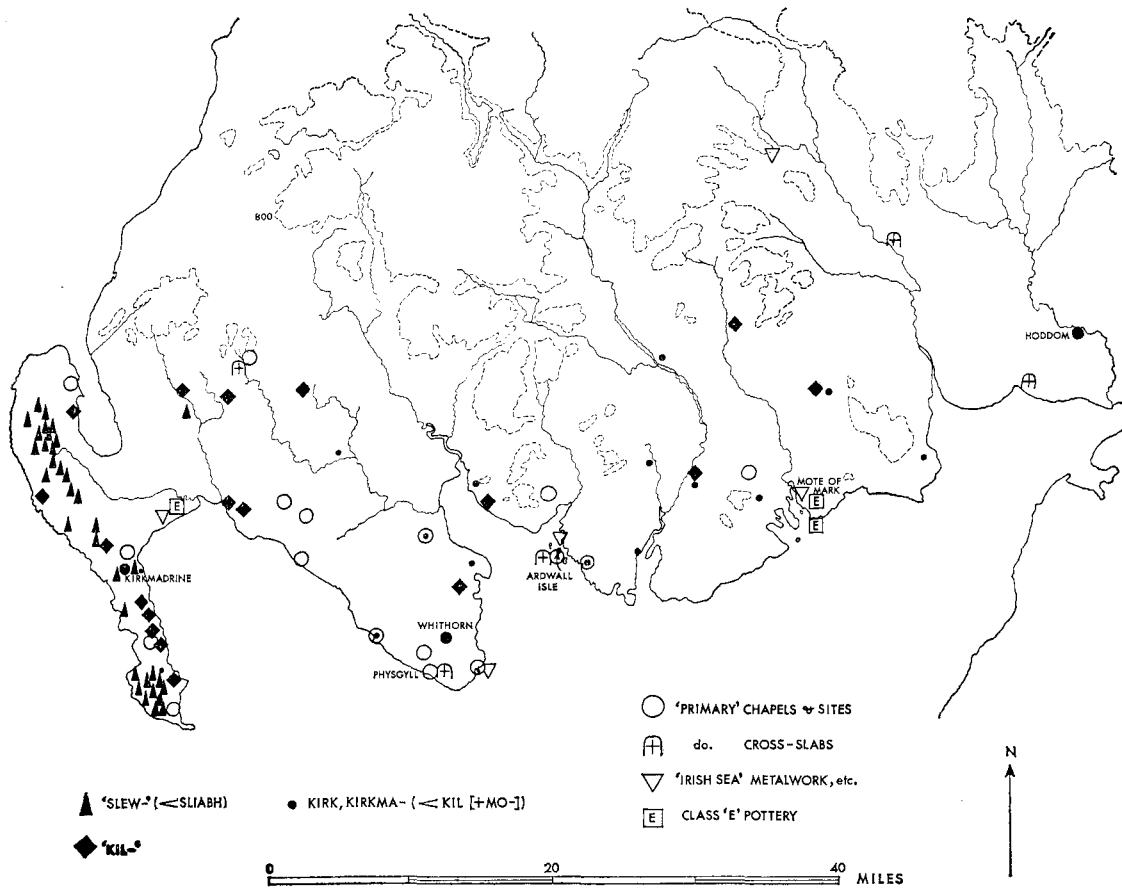 800
HODDOM
MOTE OF
MARK
E
E
E
KIRKMADRINE
ARDWALL
ISLE
WHITHORN
PHYSGYLL
'PRIMARY' CHAPELS & SITES
do. CROSS-SLABS
'IRISH SEA' METALWORK, etc.
E CLASS 'E' POTTERY
'SLEW-' (<SLIABH)
KIRK, KIRKMA- (< KIL [+MO-])
'KIL-'
N
0 20 40 MILES